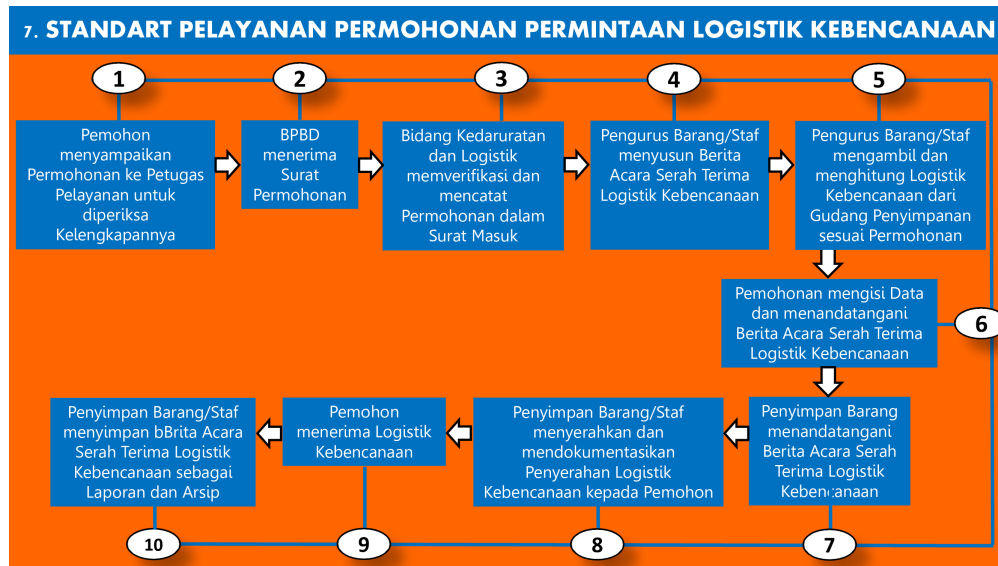 7. STANDART PELAYANAN PERMOHONAN PERMINTAAN LOGISTIK KEBENCANAAN
1
Pemohon
menyampaikan
Permohonan ke Petugas
Pelayanan untuk
diperiksa
Kelengkapannya
2
BPBD
menerima
Surat
Permohonan
3
Bidang Kedaruratan
dan Logistik
memverifikasi dan
mencatat
Permohonan dalam
Surat Masuk
4
Pengurus Barang/Staf
menyusun Berita
Acara Serah Terima
Logistik Kebencanaan
5
Pengurus Barang/Staf
mengambil dan
menghitung Logistik
Kebencanaan dari
Gudang Penyimpanan
sesuai Permohonan
6
Pemohonan mengisi Data
dan menandatangani
Berita Acara Serah Terima
Logistik Kebencanaan
7
Penyimpan Barang
menandatangani
Berita Acara Serah
Terima Logistik
Kebencanaan
8
Penyimpan Barang/Staf
menyerahkan dan
mendokumentasikan
Penyerahan Logistik
Kebencanaan kepada Pemohon
9
Pemohon
menerima Logistik
Kebencanaan
10
Penyimpan Barang/Staf
menyimpan bBrita Acara
Serah Terima Logistik
Kebencanaan sebagai
Laporan dan Arsip